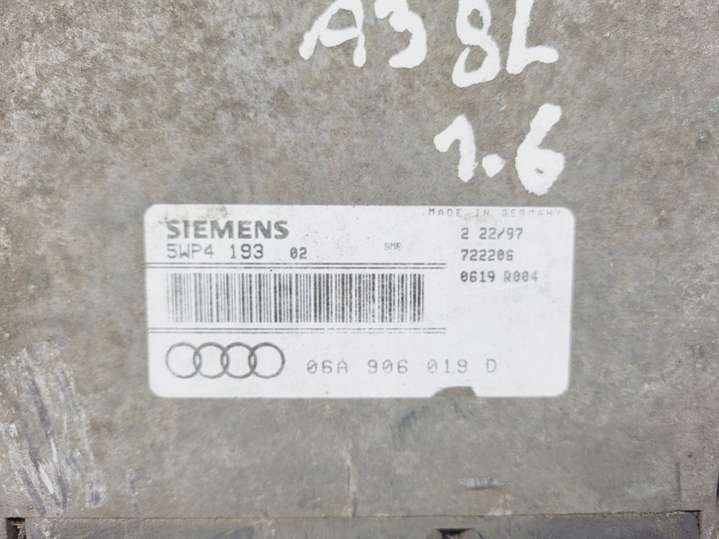 A3 8L
1.6
MADE IN GERMANY
SIEMENS
2 22/97
5WP4 193 02
SMR
722206
0619 R004
06A 906 019 D